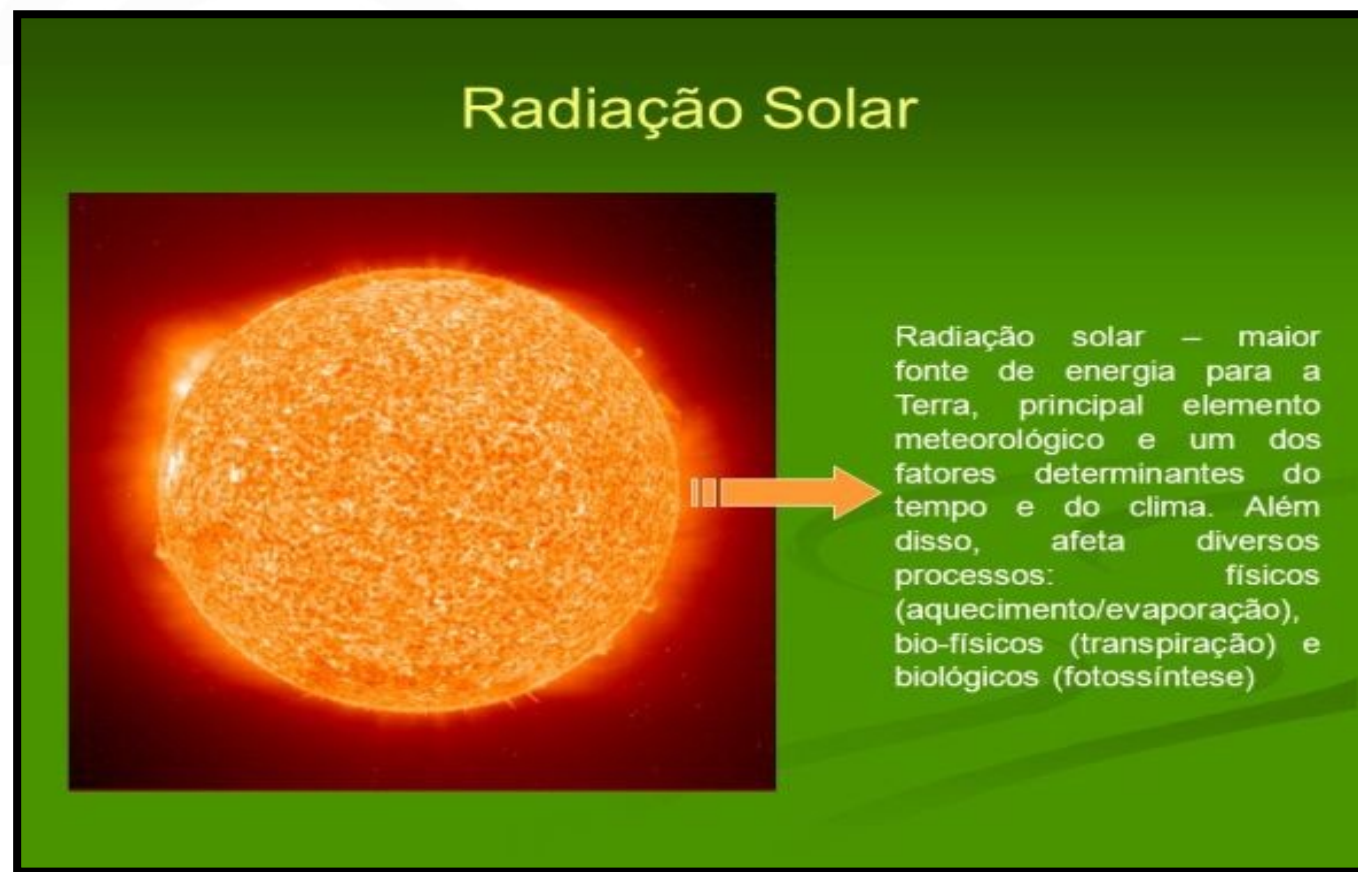 Radiação Solar
Radiação solar – maior
fonte de energia para a
Terra, principal elemento
meteorológico e um dos
fatores determinantes do
tempo e do clima. Além
disso, afeta diversos
processos: físicos
(aquecimento/evaporação),
bio-físicos (transpiração) e
biológicos (fotossíntese)